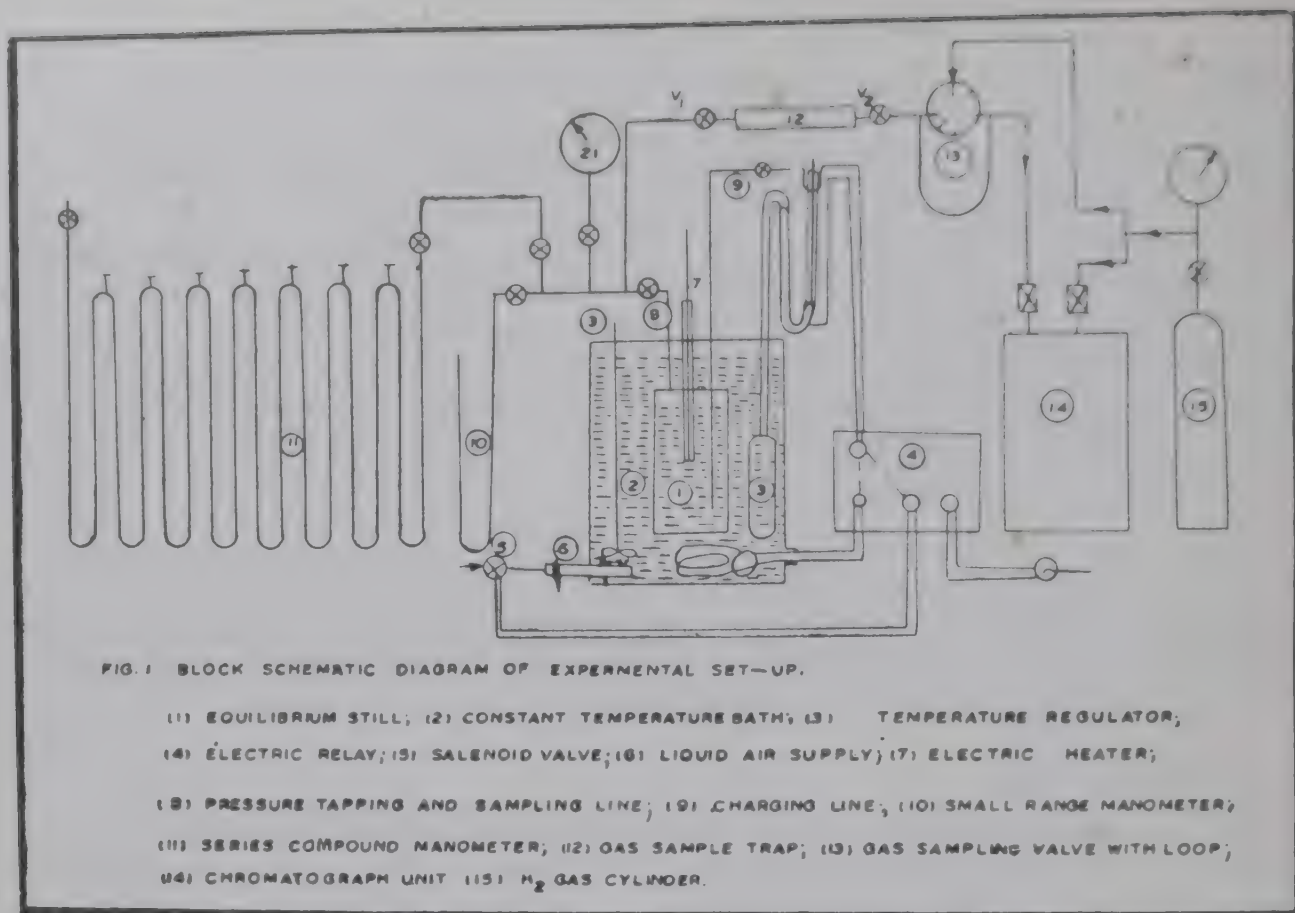 V1
V2
12
13
21
9
7
3
8
11
10
2
1
3
4
14
15
5
6
FIG. 1 BLOCK SCHEMATIC DIAGRAM OF EXPERMENTAL SET-UP.
(1) EQUILIBRIUM STILL; (2) CONSTANT TEMPERATURE BATH; (3) TEMPERATURE REGULATOR;
(4) ELECTRIC RELAY; (5) SALENOID VALVE; (6) LIQUID AIR SUPPLY; (7) ELECTRIC HEATER;
(8) PRESSURE TAPPING AND SAMPLING LINE; (9) CHARGING LINE; (10) SMALL RANGE MANOMETER;
(11) SERIES COMPOUND MANOMETER; (12) GAS SAMPLE TRAP; (13) GAS SAMPLING VALVE WITH LOOP;
(14) CHROMATOGRAPH UNIT (15) H2 GAS CYLINDER.